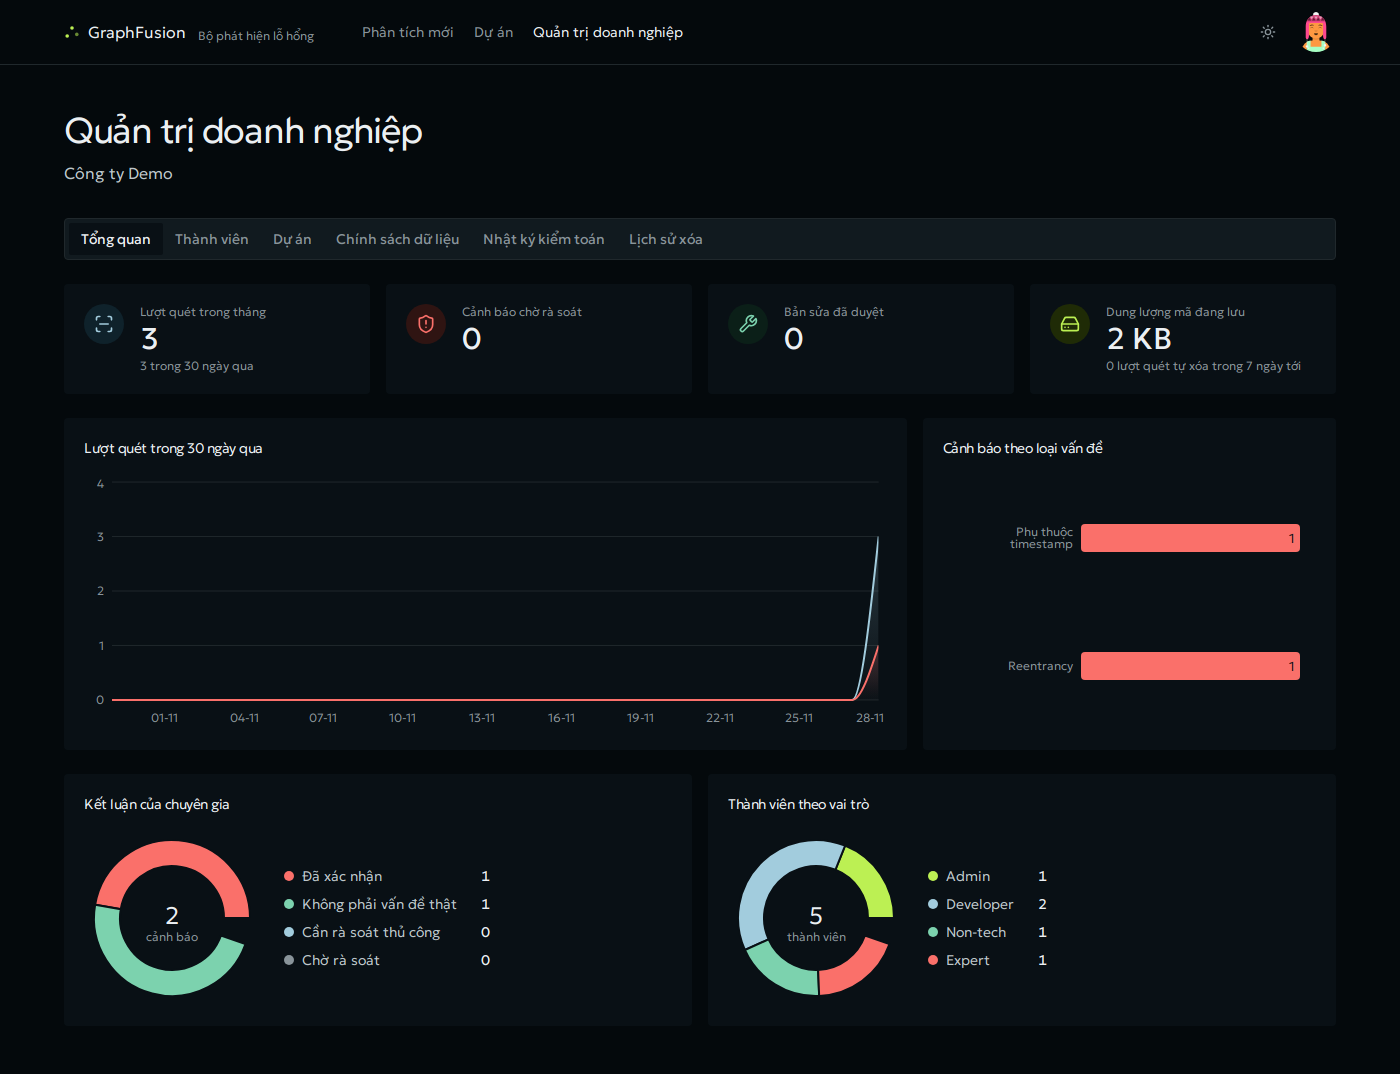 GraphFusion Bộ phát hiện lỗ hổng Phân tích mới Dự án Quản trị doanh nghiệp
Quản trị doanh nghiệp
Công ty Demo
Tổng quan Thành viên Dự án Chính sách dữ liệu Nhật ký kiểm toán Lịch sử xóa
Lượt quét trong tháng
3
3 trong 30 ngày qua
Cảnh báo chờ rà soát
0
Bản sửa đã duyệt
0
Dung lượng mã đang lưu
2 KB
0 lượt quét tự xóa trong 7 ngày tới
Lượt quét trong 30 ngày qua
4
3
2
1
0
01-11 04-11 07-11 10-11 13-11 16-11 19-11 22-11 25-11 28-11
Cảnh báo theo loại vấn đề
Phụ thuộc
timestamp
1
Reentrancy 1
Kết luận của chuyên gia
2
cảnh báo
Đã xác nhận 1
Không phải vấn đề thật 1
Cần rà soát thủ công 0
Chờ rà soát 0
Thành viên theo vai trò
5
thành viên
Admin 1
Developer 2
Non-tech 1
Expert 1